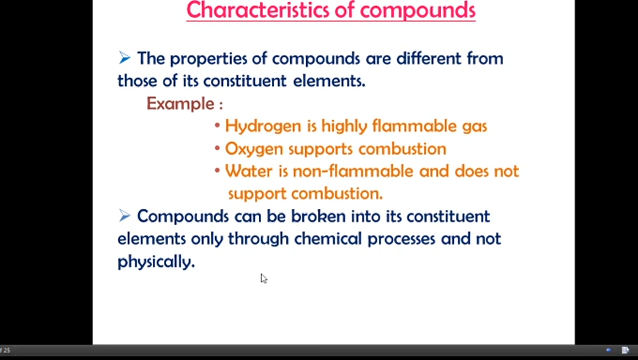 Characteristics of compounds
➢ The properties of compounds are different from
those of its constituent elements.
Example :
• Hydrogen is highly flammable gas
• Oxygen supports combustion
• Water is non-flammable and does not
support combustion.
➢ Compounds can be broken into its constituent
elements only through chemical processes and not
physically.
of 25